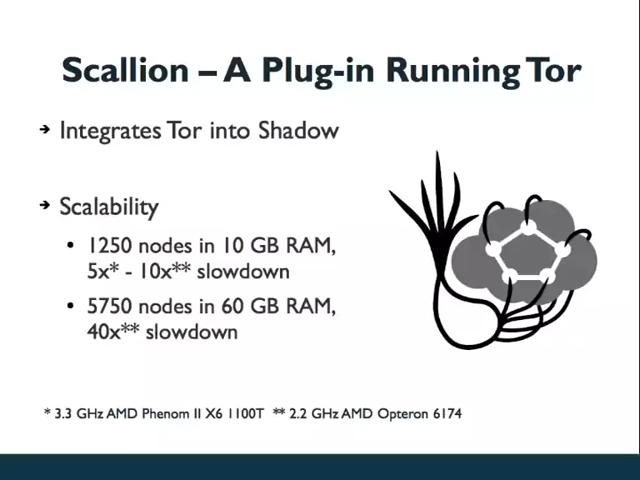 Scallion – A Plug-in Running Tor
➔ Integrates Tor into Shadow
➔ Scalability
• 1250 nodes in 10 GB RAM,
5x* - 10x** slowdown
• 5750 nodes in 60 GB RAM,
40x** slowdown
* 3.3 GHz AMD Phenom II X6 1100T ** 2.2 GHz AMD Opteron 6174